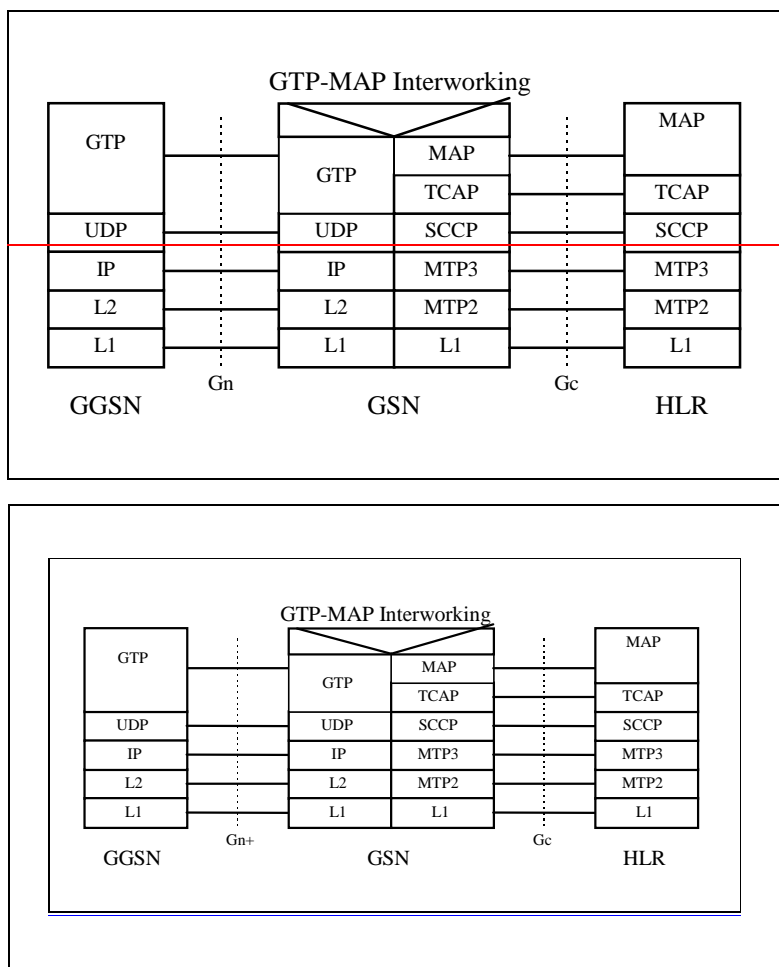 GTP-MAP Interworking
GTP MAP
GTP MAP
TCAP TCAP
UDP UDP SCCP SCCP
IP IP MTP3 MTP3
L2 L2 MTP2 MTP2
L1 L1 L1 L1
Gn Gc
GGSN GSN HLR
GTP-MAP Interworking
GTP MAP
GTP MAP
TCAP TCAP
UDP UDP SCCP SCCP
IP IP MTP3 MTP3
L2 L2 MTP2 MTP2
L1 L1 L1 L1
Gn+ Gc
GGSN GSN HLR